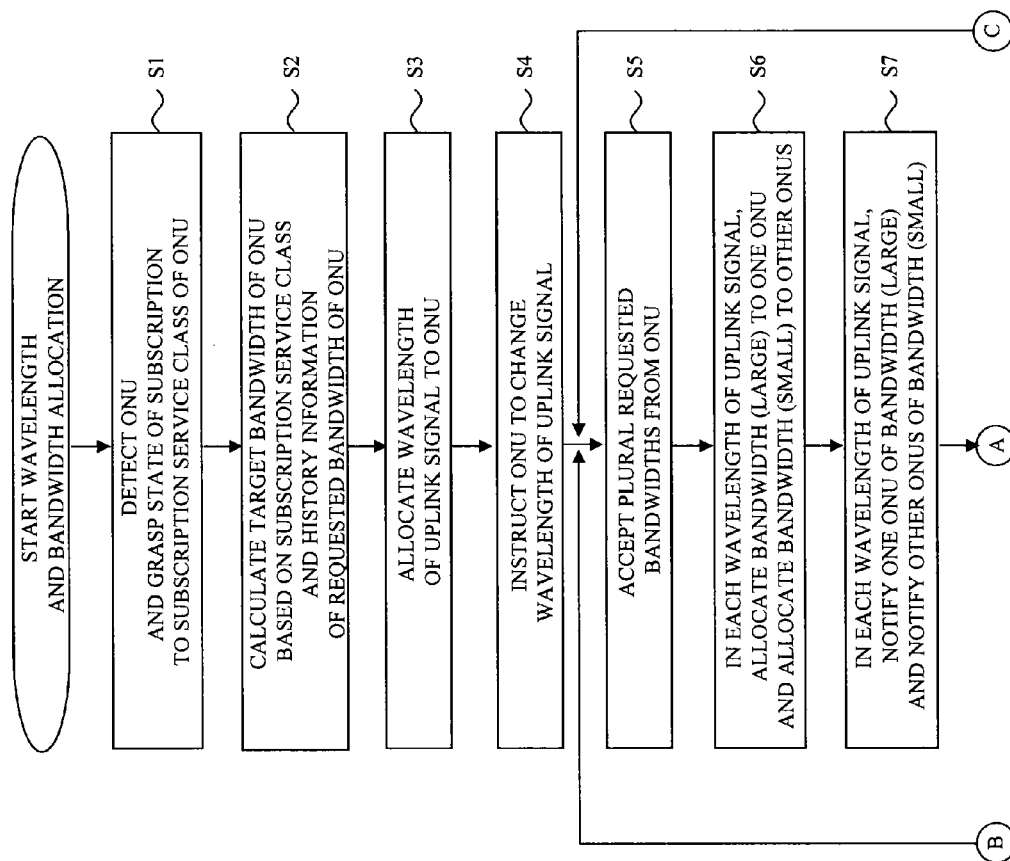 START WAVELENGTH
AND BANDWIDTH ALLOCATION
DETECT ONU
AND GRASP STATE OF SUBSCRIPTION
TO SUBSCRIPTION SERVICE CLASS OF ONU
S1
CALCULATE TARGET BANDWIDTH OF ONU
BASED ON SUBSCRIPTION SERVICE CLASS
AND HISTORY INFORMATION
OF REQUESTED BANDWIDTH OF ONU
S2
ALLOCATE WAVELENGTH
OF UPLINK SIGNAL TO ONU
S3
INSTRUCT ONU TO CHANGE
WAVELENGTH OF UPLINK SIGNAL
S4
ACCEPT PLURAL REQUESTED
BANDWIDTHS FROM ONU
S5
IN EACH WAVELENGTH OF UPLINK SIGNAL,
ALLOCATE BANDWIDTH (LARGE) TO ONE ONU
AND ALLOCATE BANDWIDTH (SMALL) TO OTHER ONUS
S6
IN EACH WAVELENGTH OF UPLINK SIGNAL,
NOTIFY ONE ONU OF BANDWIDTH (LARGE)
AND NOTIFY OTHER ONUS OF BANDWIDTH (SMALL)
S7
B
A
C